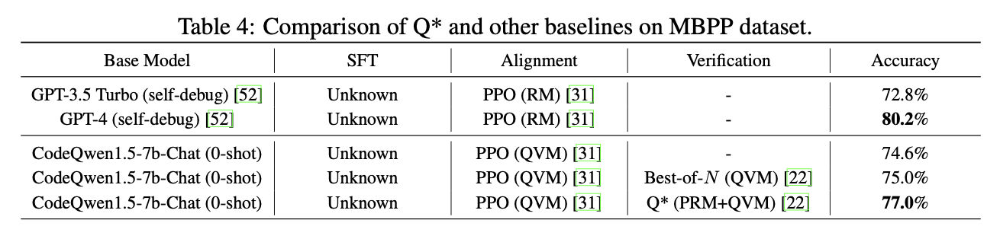 Table 4: Comparison of Q* and other baselines on MBPP dataset.
Base Model SFT Alignment Verification Accuracy
GPT-3.5 Turbo (self-debug) [52] Unknown PPO (RM) [31] - 72.8%
GPT-4 (self-debug) [52] Unknown PPO (RM) [31] - 80.2%
CodeQwen1.5-7b-Chat (0-shot) Unknown PPO (QVM) [31] - 74.6%
CodeQwen1.5-7b-Chat (0-shot) Unknown PPO (QVM) [31] Best-of-N (QVM) [22] 75.0%
CodeQwen1.5-7b-Chat (0-shot) Unknown PPO (QVM) [31] Q* (PRM+QVM) [22] 77.0%